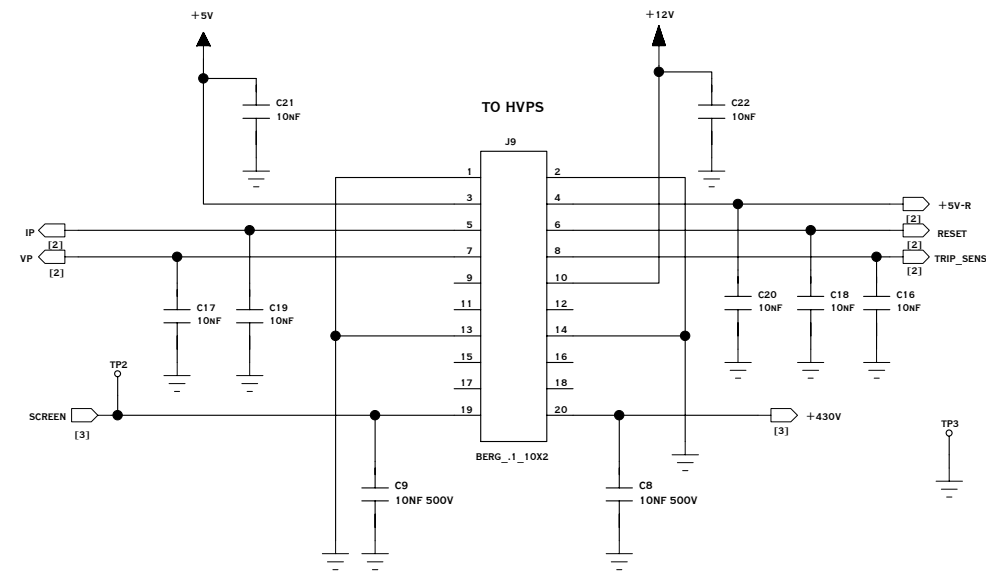 +5V
+12V
C21
10NF
C22
10NF
TO HVPS
J9
1
2
3
4
+5V-R
[2]
5
6
IP
[2]
RESET
[2]
7
8
VP
[2]
TRIP_SENS
[2]
9
10
11
12
C17
10NF
C19
10NF
C20
10NF
C18
10NF
C16
10NF
13
14
15
16
TP2
17
18
SCREEN
[3]
19
20
+430V
[3]
TP3
BERG_.1_10X2
C9
10NF 500V
C8
10NF 500V